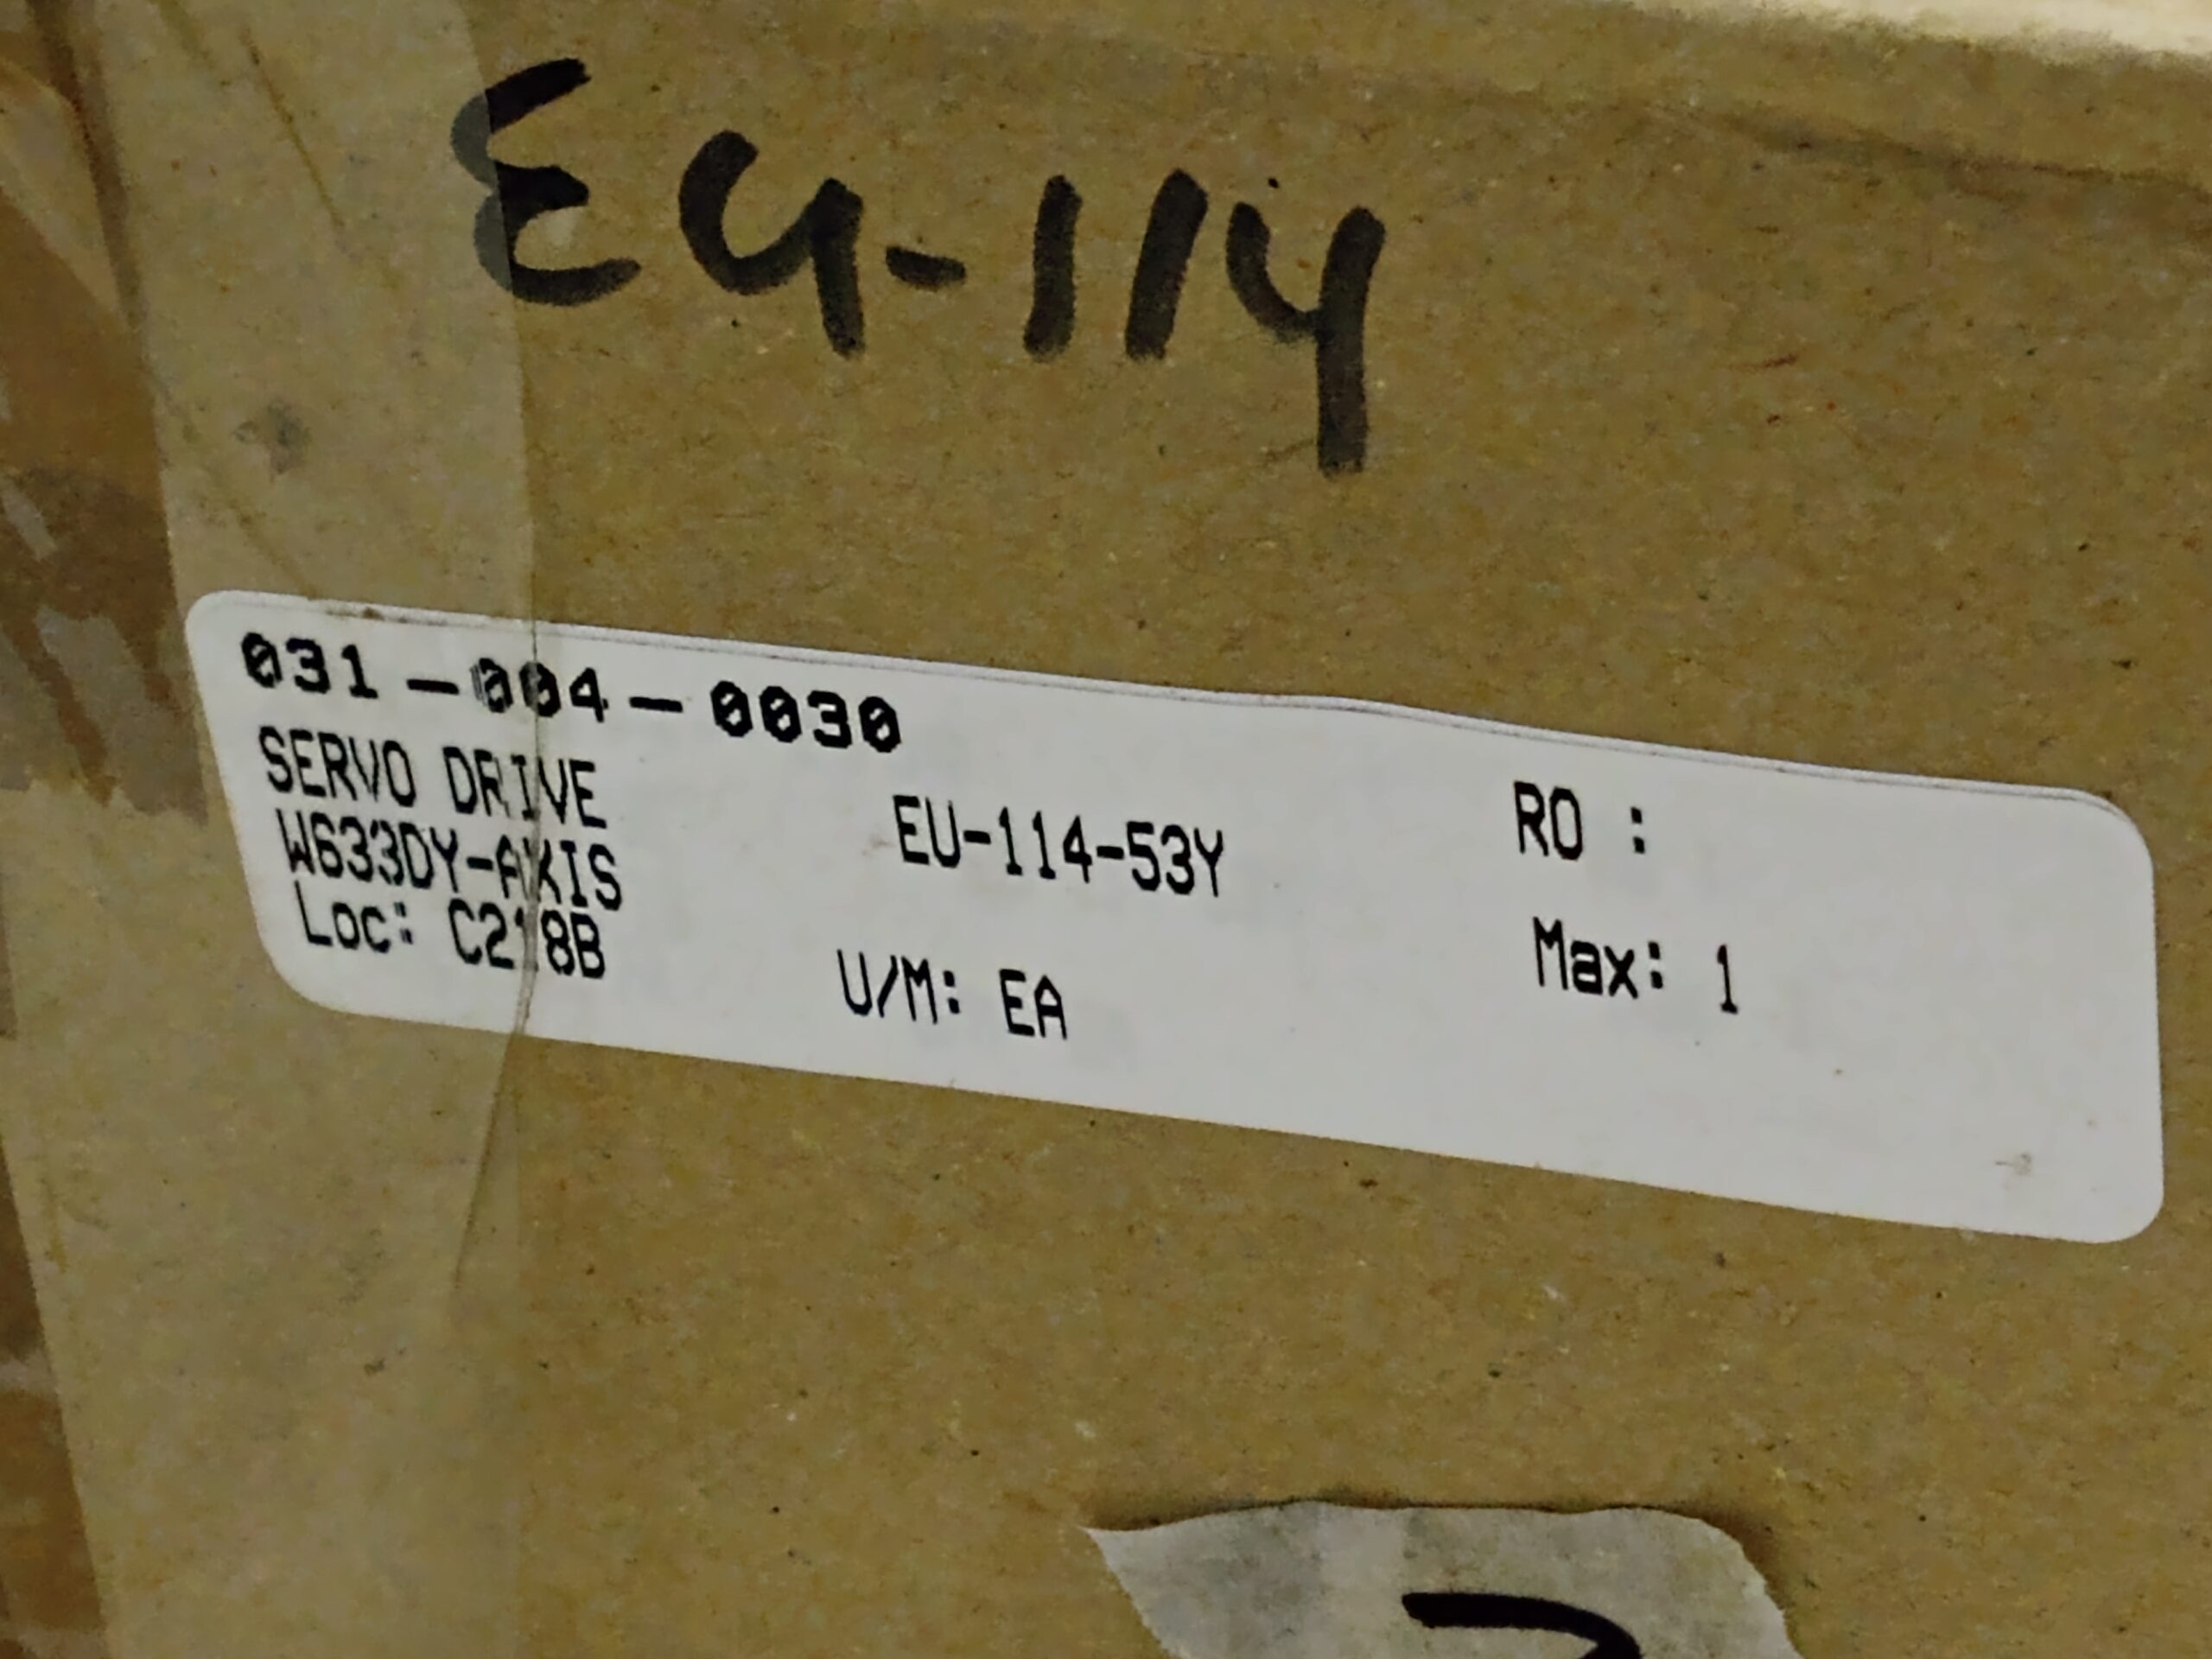 EU-114
031-004-0030
SERVO DRIVE
W633DY-AXIS EU-114-53Y RO :
Loc: C218B U/M: EA Max: 1